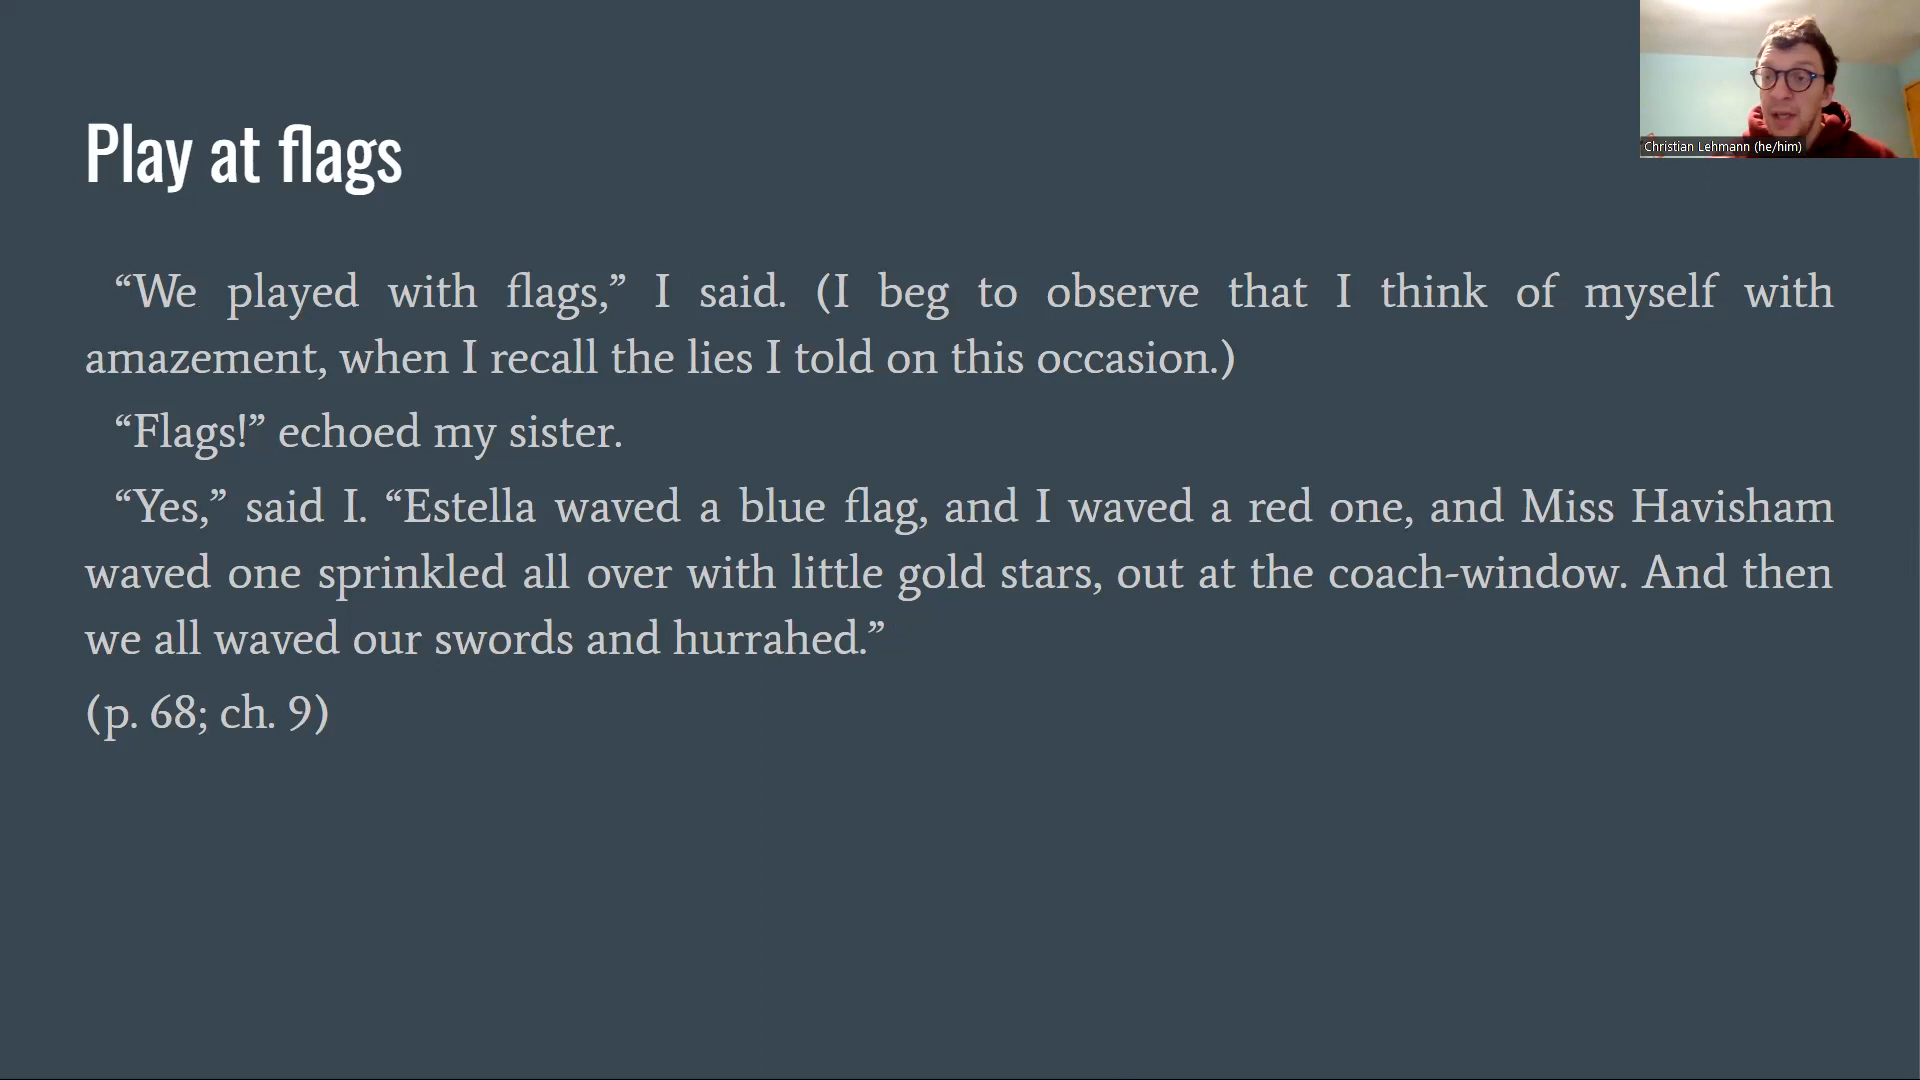 Play at flags
Christian Lehmann (he/him)
“We played with flags,” I said. (I beg to observe that I think of myself with
amazement, when I recall the lies I told on this occasion.)
“Flags!” echoed my sister.
“Yes,” said I. “Estella waved a blue flag, and I waved a red one, and Miss Havisham
waved one sprinkled all over with little gold stars, out at the coach-window. And then
we all waved our swords and hurrahed.”
(p. 68; ch. 9)